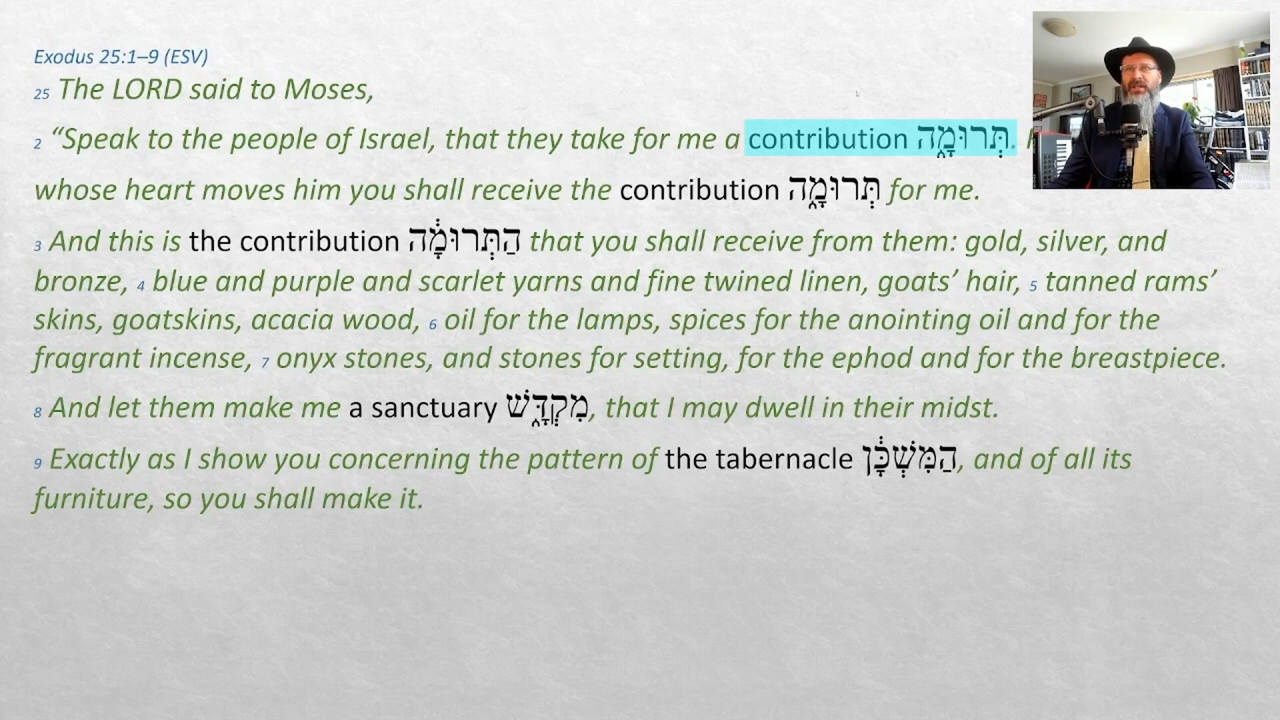 Exodus 25:1–9 (ESV)
25 The LORD said to Moses,
2 “Speak to the people of Israel, that they take for me a contribution תְּרוּמָ֑ה.
whose heart moves him you shall receive the contribution תְּרוּמָ֑ה for me.
3 And this is the contribution הַתְּרוּמָ֔ה that you shall receive from them: gold, silver, and
bronze, 4 blue and purple and scarlet yarns and fine twined linen, goats’ hair, 5 tanned rams’
skins, goatskins, acacia wood, 6 oil for the lamps, spices for the anointing oil and for the
fragrant incense, 7 onyx stones, and stones for setting, for the ephod and for the breastpiece.
8 And let them make me a sanctuary מִקְדָּ֑שׁ, that I may dwell in their midst.
9 Exactly as I show you concerning the pattern of the tabernacle הַמִּשְׁכָּ֔ן, and of all its
furniture, so you shall make it.